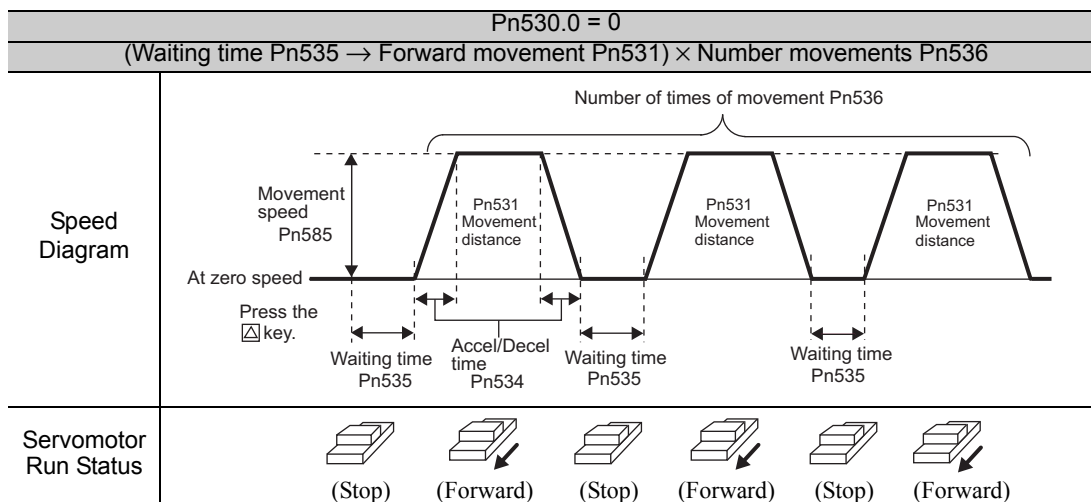 Pn530.0 = 0
(Waiting time Pn535 → Forward movement Pn531) × Number movements Pn536
Speed
Diagram
Number of times of movement Pn536
Movement
speed
Pn585
Pn531
Movement
distance
Pn531
Movement
distance
Pn531
Movement
distance
At zero speed
Press the
△ key.
Waiting time
Pn535
Accel/Decel
time
Pn534
Waiting time
Pn535
Waiting time
Pn535
Servomotor
Run Status
(Stop) (Forward) (Stop) (Forward) (Stop) (Forward)